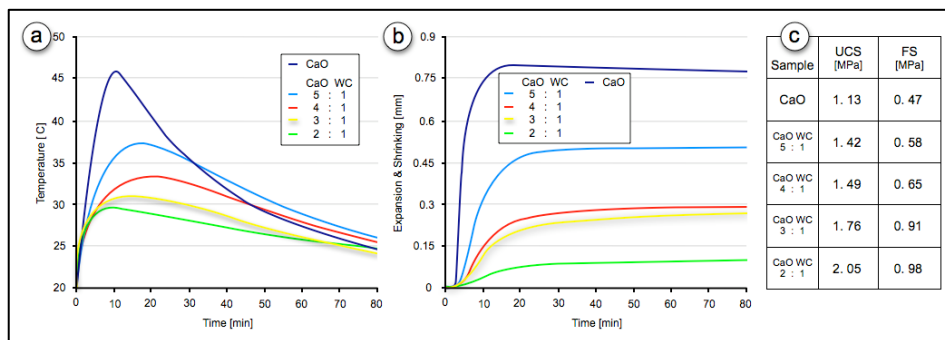 a
50
45
40
35
30
25
20
Temperature [ C]
0 10 20 30 40 50 60 70 80
Time [min]
CaO
CaO WC
5 : 1
4 : 1
3 : 1
2 : 1
b
0.9
0.75
0.6
0.45
0.3
0.15
0
Expansion & Shrinking [mm]
0 10 20 30 40 50 60 70 80
Time [min]
CaO WC CaO
5 : 1
4 : 1
3 : 1
2 : 1
c
Sample UCS [MPa] FS [MPa]
CaO 1. 13 0. 47
CaO WC 5 : 1 1. 42 0. 58
CaO WC 4 : 1 1. 49 0. 65
CaO WC 3 : 1 1. 76 0. 91
CaO WC 2 : 1 2. 05 0. 98